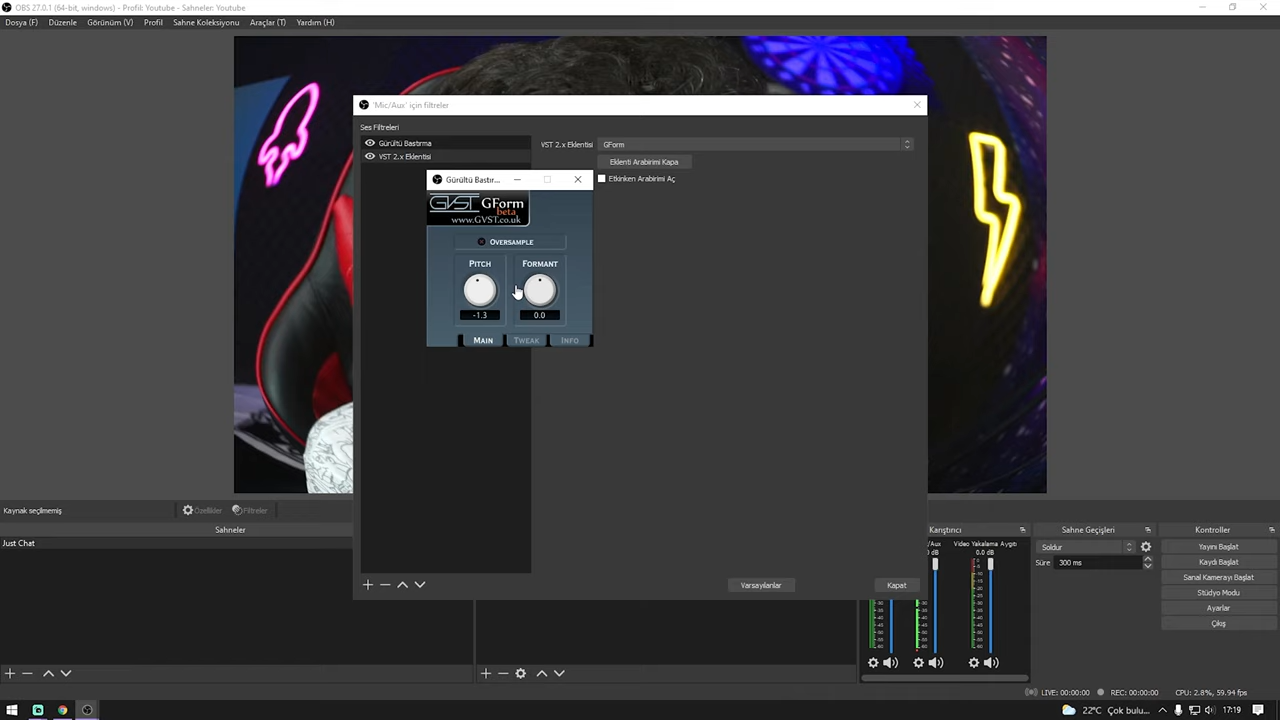 OBS 27.0.1 (64-bit, windows) - Profil: Youtube - Sahneler: Youtube
Dosya (F) Düzenle Görünüm (V) Profil Sahne Koleksiyonu Araçlar (T) Yardım (H)
'Mic/Aux' için filtreler
Ses Filtreleri
Gürültü Bastırma
VST 2.x Eklentisi
VST 2.x Eklentisi GForm
Eklenti Arabirimi Kapa
Etkinken Arabirimi Aç
Gürültü Bastır...
GVST GForm
beta
www.GVST.co.uk
OVERSAMPLE
PITCH FORMANT
-1.3 0.0
MAIN TWEAK INFO
Varsayılanlar Kapat
Kaynak seçilmemiş Özellikler Filtreler
Sahneler
Just Chat
Karıştırıcı
/Aux Video Yakalama Aygıtı
0 dB 0.0 dB
Sahne Geçişleri
Soldur
Süre 300 ms
Kontroller
Yayını Başlat
Kaydı Başlat
Sanal Kamerayı Başlat
Stüdyo Modu
Ayarlar
Çıkış
LIVE: 00:00:00 REC: 00:00:00 CPU: 2.8%, 59.94 fps
22°C Çok bulu... 17:19